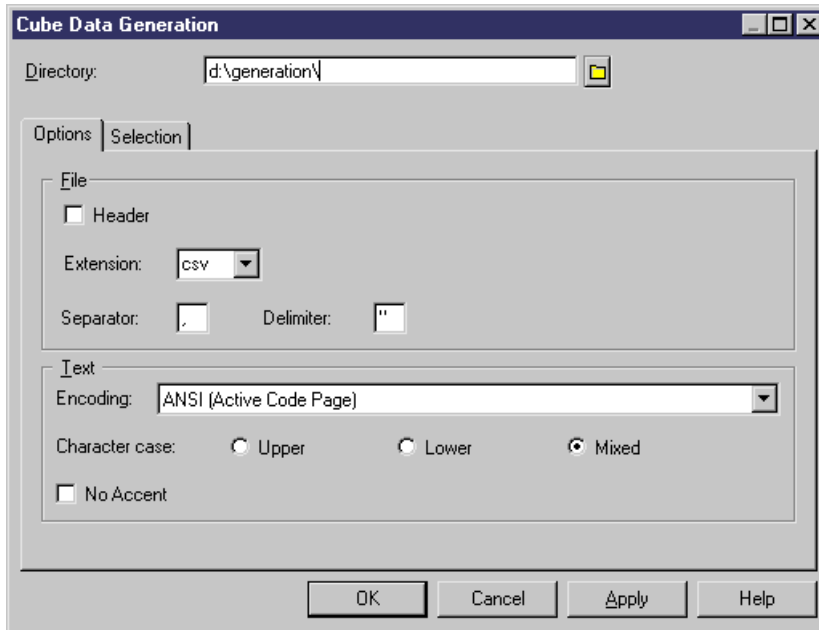 Cube Data Generation
Directory: d:\generation\
Options Selection
File
Header
Extension: csv
Separator: , Delimiter: "
Text
Encoding: ANSI (Active Code Page)
Character case: Upper Lower Mixed
No Accent
OK Cancel Apply Help